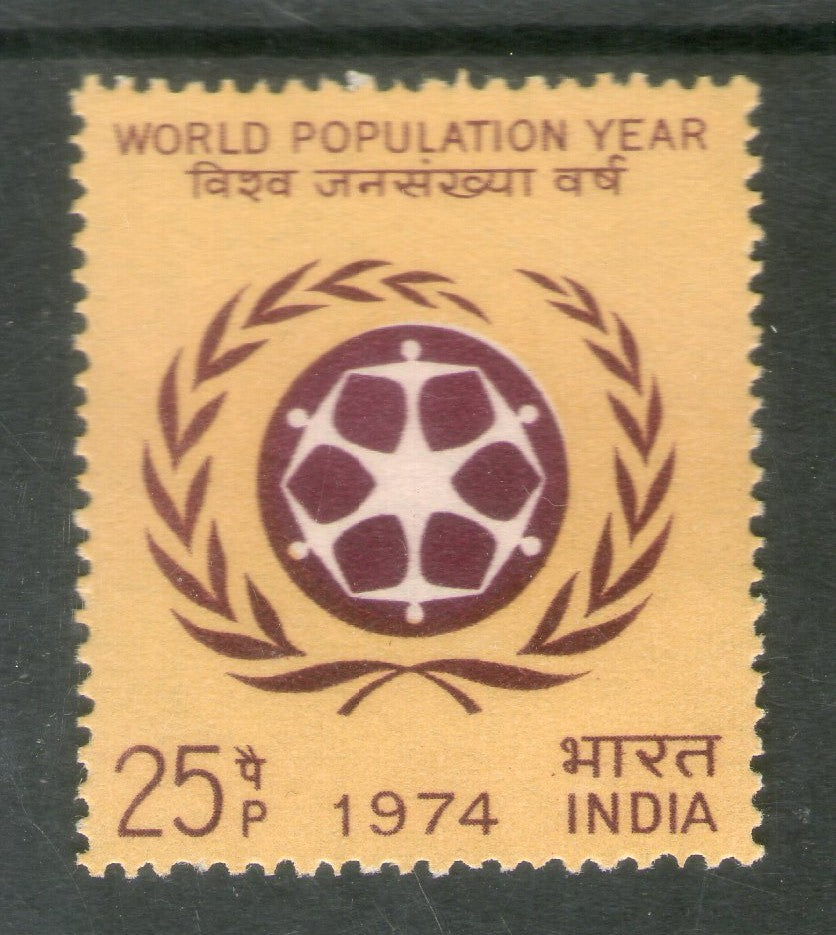 WORLD POPULATION YEAR
विश्व जनसंख्या वर्ष
25 पै P
1974
भारत
INDIA